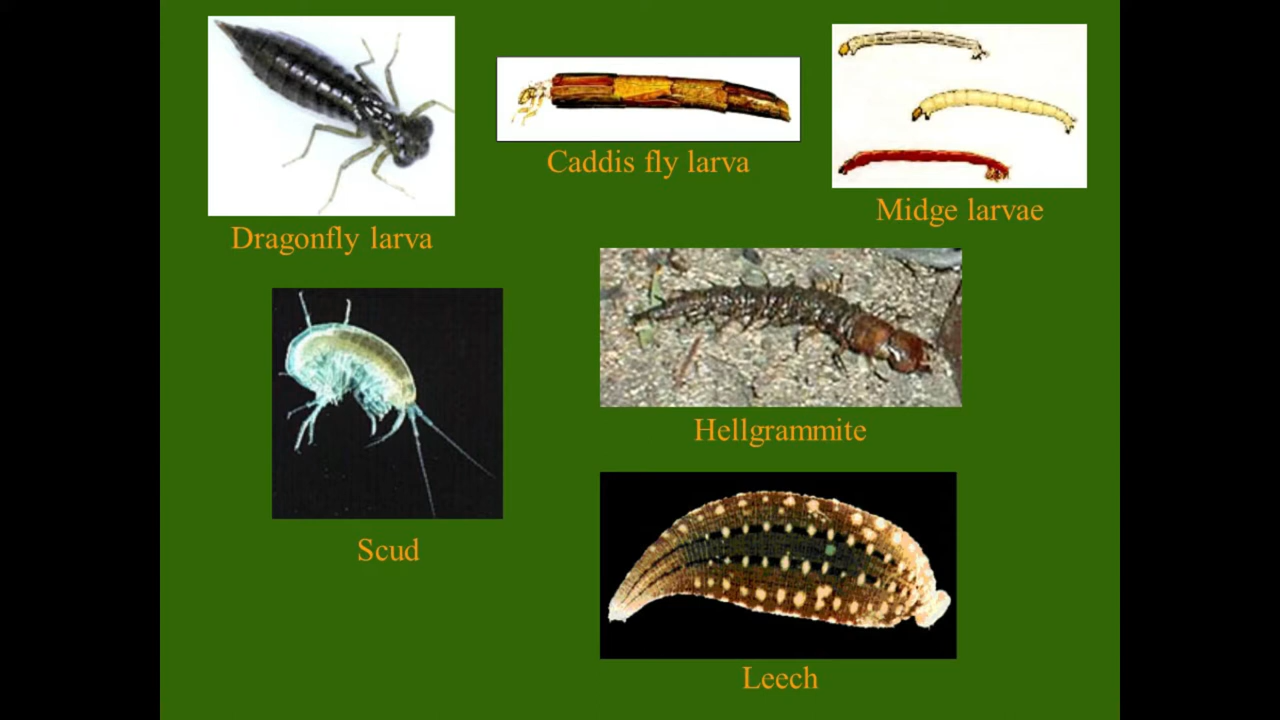 Caddis fly larva
Midge larvae
Dragonfly larva
Hellgrammite
Scud
Leech